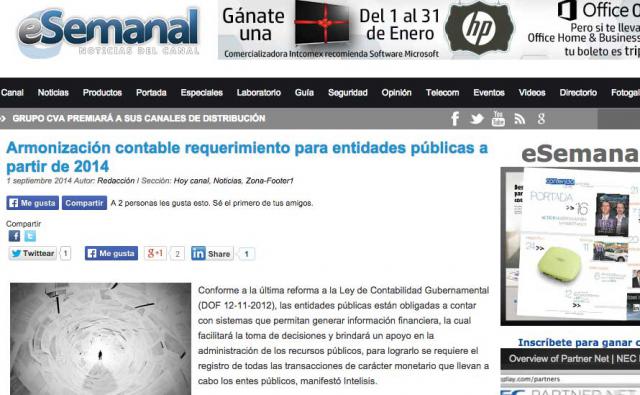 eSemanal
NOTICIAS DEL CANAL
Gánate
una
Del 1 al 31
de Enero
hp
Comercializadora Intcomex recomienda Software Microsoft
Office O
Pero si te llevas
Office Home & Business
tu boleto es trip
Canal Noticias Productos Portada Especiales Laboratorio Guía Seguridad Opinión Telecom Eventos Videos Directorio Fotogal
GRUPO CVA PREMIARÁ A SUS CANALES DE DISTRIBUCIÓN
Armonización contable requerimiento para entidades públicas a
partir de 2014
1 septiembre 2014 Autor: Redacción I Sección: Hoy canal, Noticias, Zona-Footer1
Me gusta Compartir A 2 personas les gusta esto. Sé el primero de tus amigos.
Compartir
Twittear 1 Me gusta +1 2 in Share 1
Conforme a la última reforma a la Ley de Contabilidad Gubernamental
(DOF 12-11-2012), las entidades públicas están obligadas a contar
con sistemas que permitan generar información financiera, la cual
facilitará la toma de decisiones y brindará un apoyo en la
administración de los recursos públicos, para lograrlo se requiere el
registro de todas las transacciones de carácter monetario que llevan a
cabo los entes públicos, manifestó Intelisis.
eSemanal
contenido
PORTADA
>> 16
24
>>
12
Inscríbete para ganar c
Overview of Partner Net | NEC
splay.com/partners
PARTNER NET